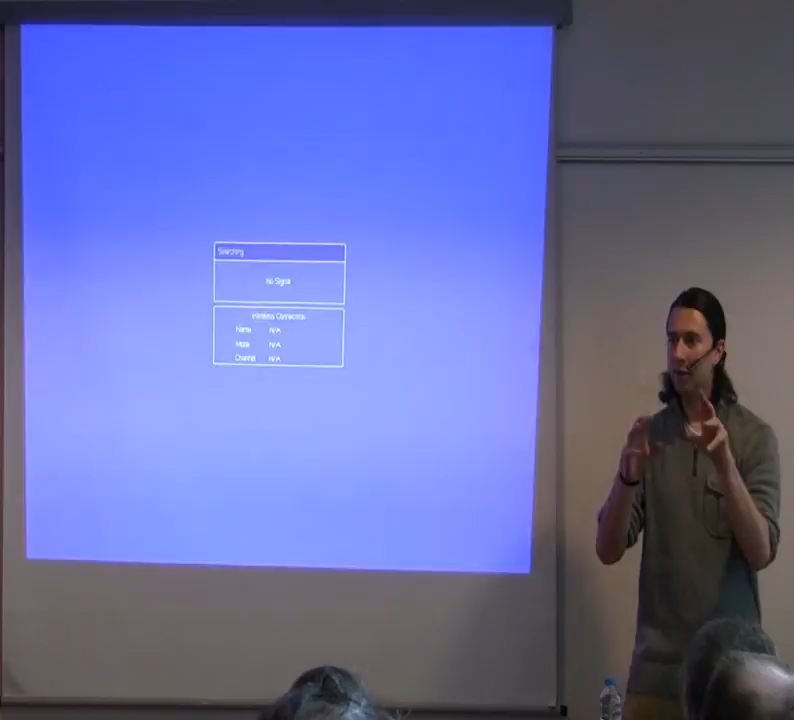 Searching
no Signal
Wireless Connection
Name N/A
Mode N/A
Channel N/A